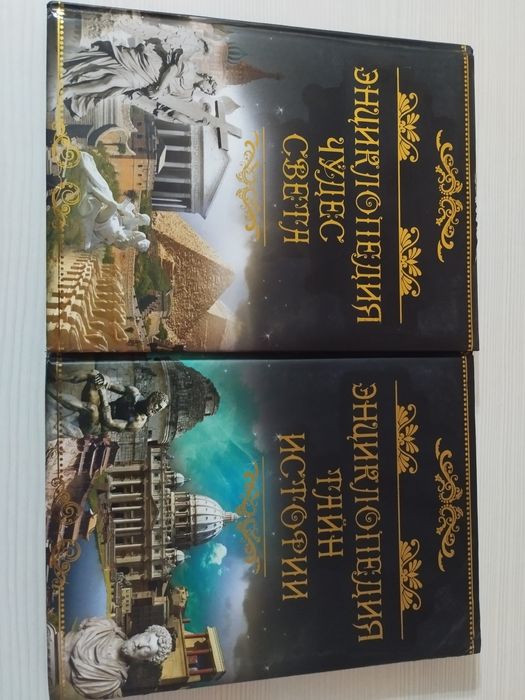 ЭНЦИКЛОПЕДИЯ
ЧУДЕС
СВЕТА
ЭНЦИКЛОПЕДИЯ
ТАЙН
ИСТОРИИ